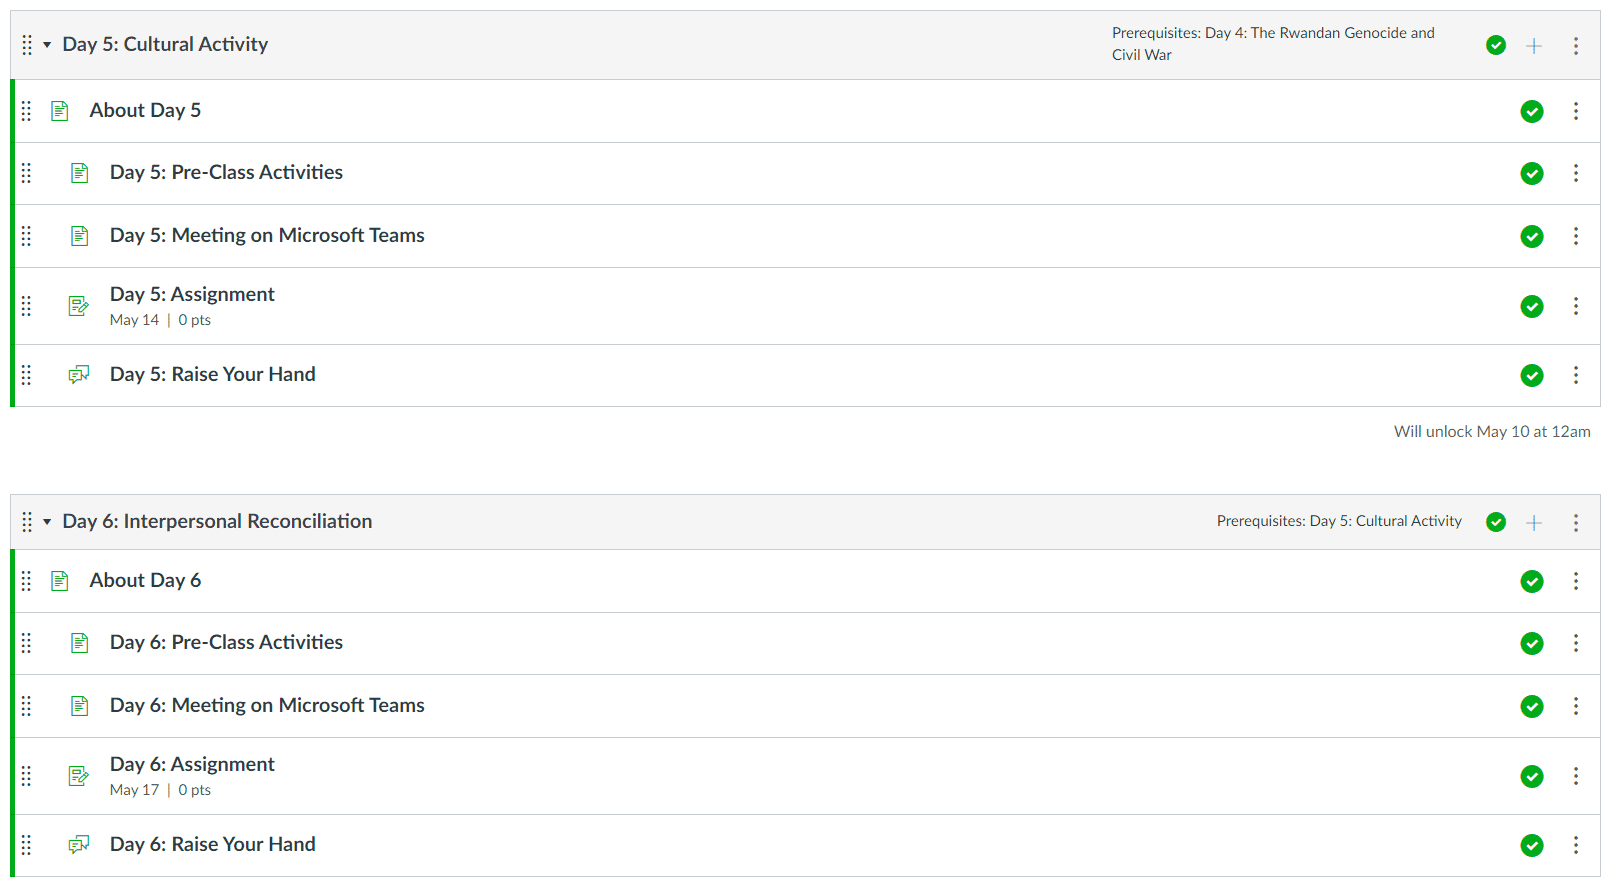 Day 5: Cultural Activity
Prerequisites: Day 4: The Rwandan Genocide and
Civil War
About Day 5
Day 5: Pre-Class Activities
Day 5: Meeting on Microsoft Teams
Day 5: Assignment
May 14 | 0 pts
Day 5: Raise Your Hand
Will unlock May 10 at 12am
Day 6: Interpersonal Reconciliation
Prerequisites: Day 5: Cultural Activity
About Day 6
Day 6: Pre-Class Activities
Day 6: Meeting on Microsoft Teams
Day 6: Assignment
May 17 | 0 pts
Day 6: Raise Your Hand